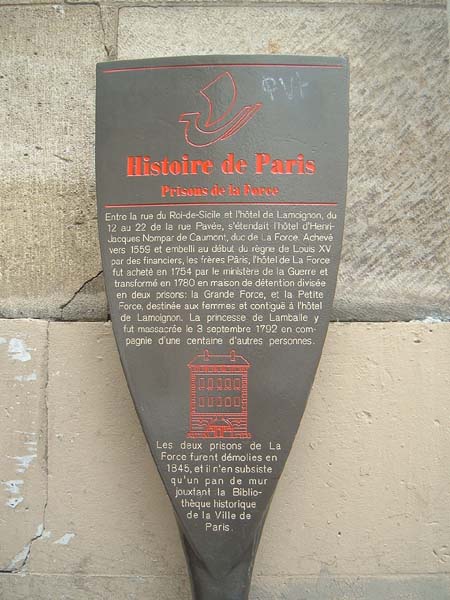 PVT
Histoire de Paris
Prisons de la Force
Entre la rue du Roi-de-Sicile et l'hôtel de Lamoignon, du
12 au 22 de la rue Pavée, s'étendait l'hôtel d'Henri-
Jacques Nompar de Caumont, duc de La Force. Achevé
vers 1559 et embelli au début du règne de Louis XV
par des financiers, les frères Pâris, l'hôtel de La Force
fut acheté en 1754 par le ministère de la Guerre et
transformé en 1780 en maison de détention divisée
en deux prisons: la Grande Force, et la Petite
Force, destinée aux femmes et contiguë à l'hôtel
de Lamoignon. La princesse de Lamballe y
fut massacrée le 3 septembre 1792 en com-
pagnie d'une centaine d'autres personnes.
Les deux prisons de La
Force furent démolies en
1845, et il n'en subsiste
qu'un pan de mur
jouxtant la Biblio-
thèque historique
de la Ville de
Paris.